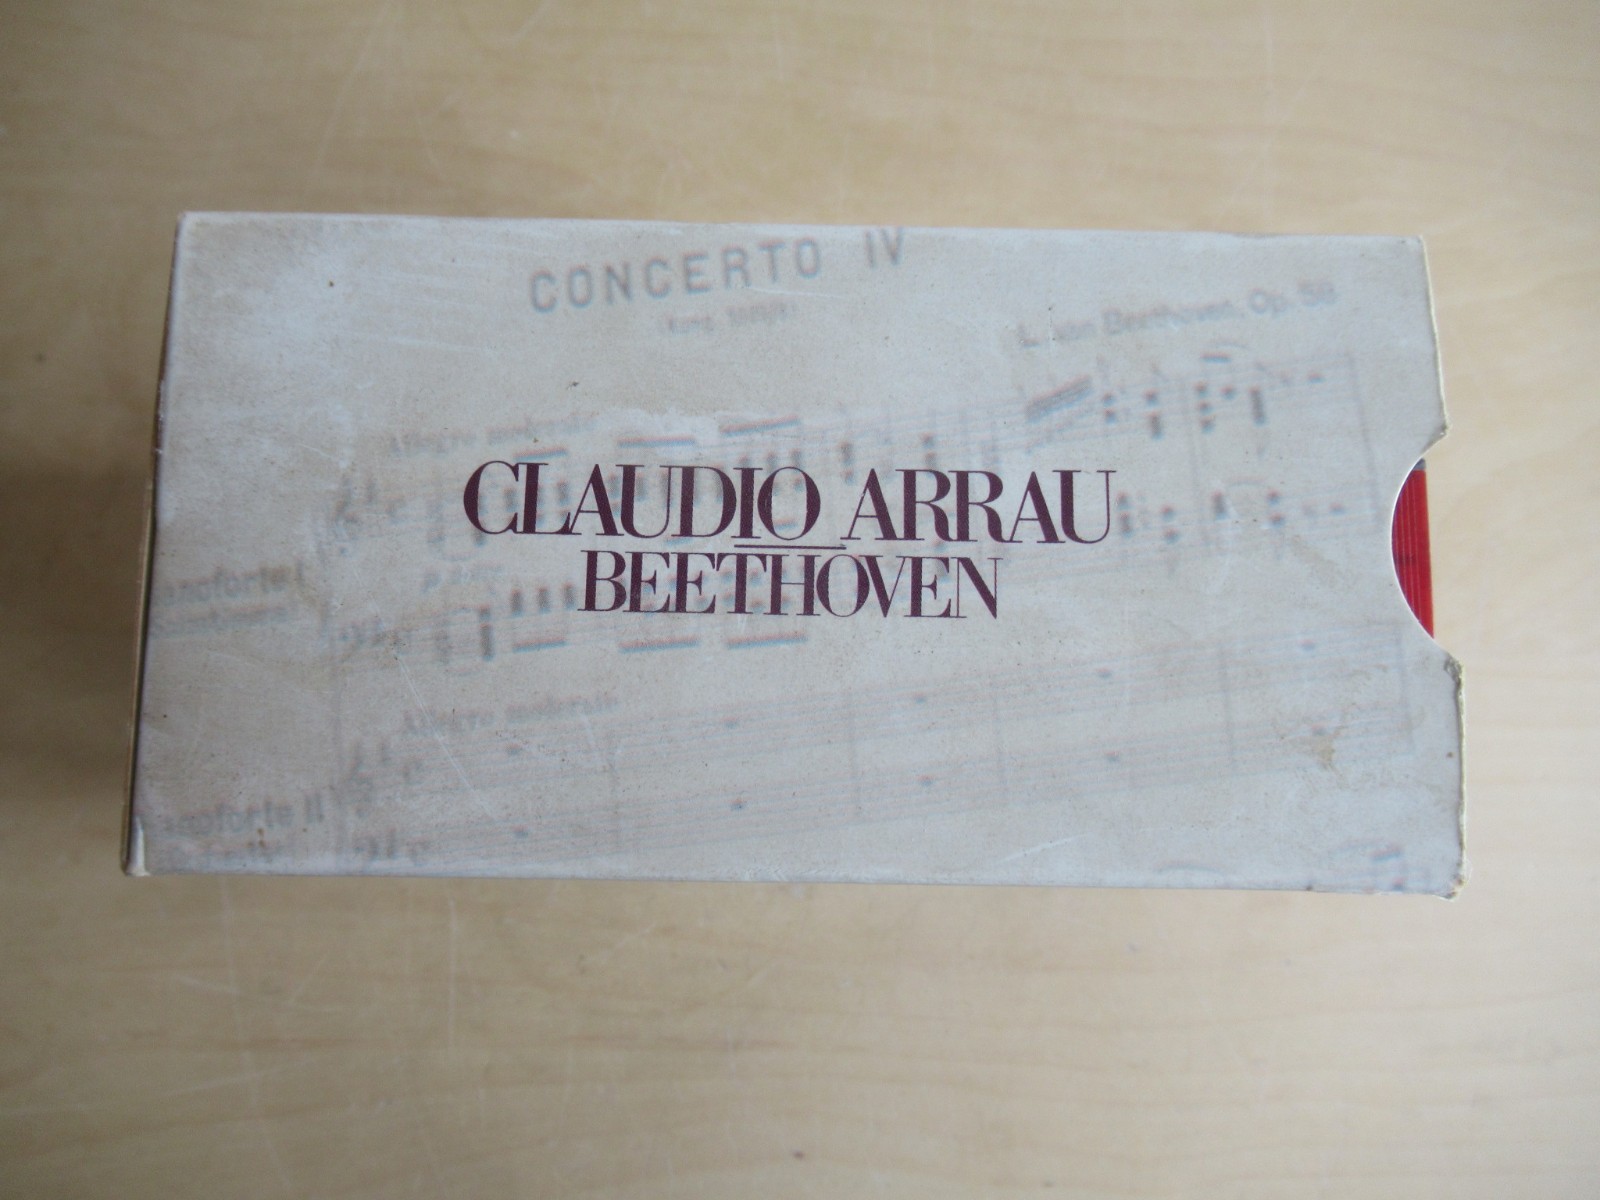 CONCERTO IV
L. van Beethoven, Op. 58
Allegro moderato
CLAUDIO ARRAU
BEETHOVEN
Allegro moderato